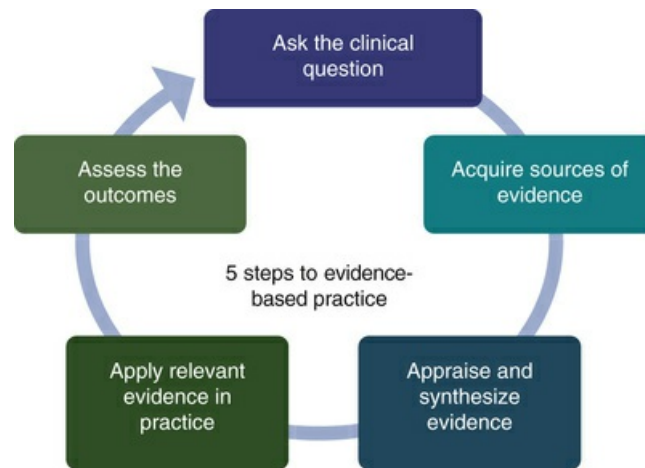 Ask the clinical
question
Acquire sources of
evidence
Appraise and
synthesize evidence
Apply relevant
evidence in
practice
Assess the
outcomes
5 steps to evidence-
based practice